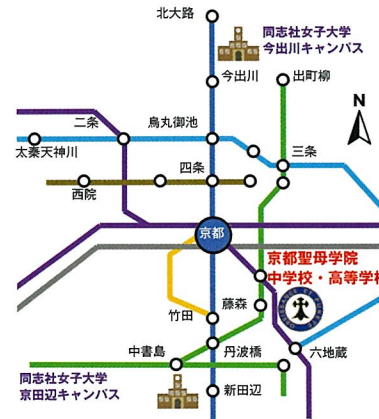 北大路
同志社女子大学
今出川キャンパス
今出川
出町柳
N
二条
烏丸御池
太秦天神川
三条
四条
西院
京都
京都聖母学院
中学校・高等学校
藤森
竹田
中書島
丹波橋
六地蔵
同志社女子大学
京田辺キャンパス
新田辺